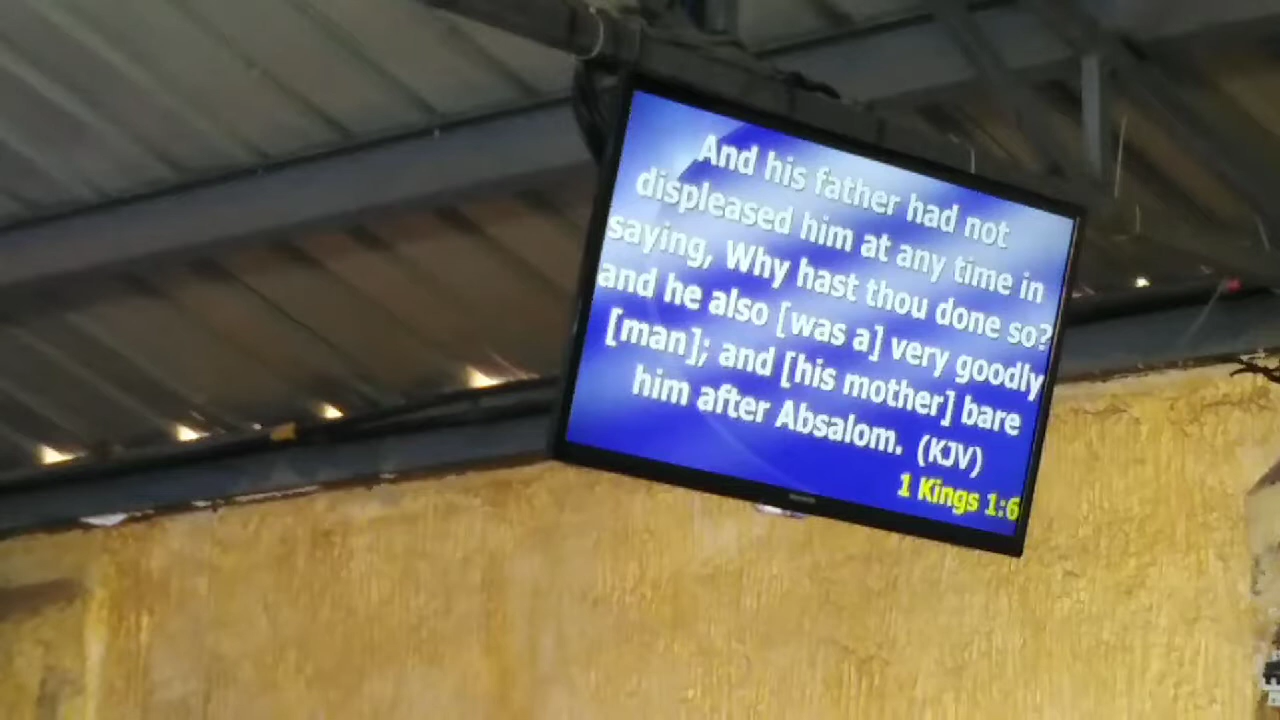 And his father had not
displeased him at any time in
saying, Why hast thou done so?
and he also [was a] very goodly
[man]; and [his mother] bare
him after Absalom. (KJV)
1 Kings 1:6